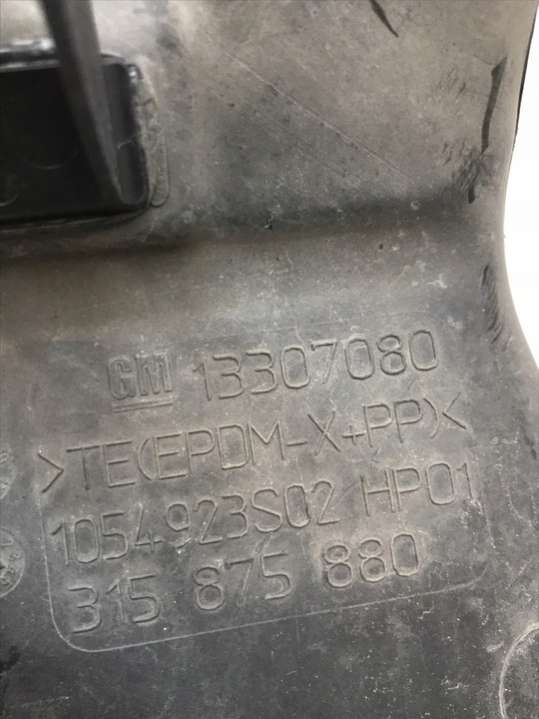 GM 13307080
>TE(EPDM-X+PP)<
1054923S02 HP01
315 875 880